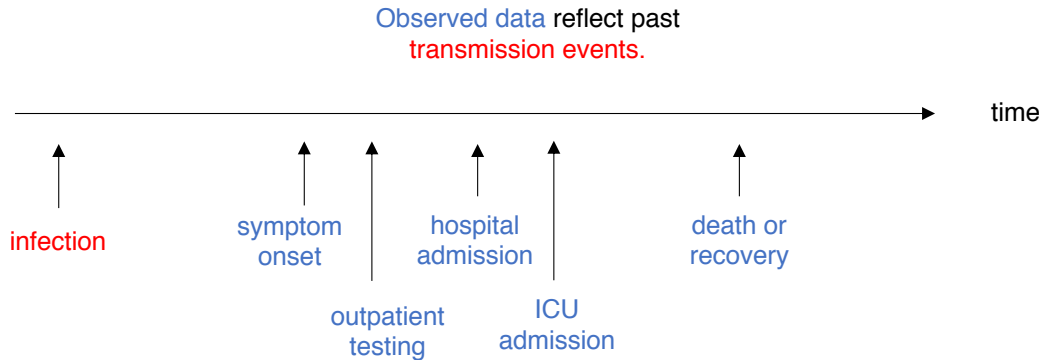 Observed data reflect past
transmission events.
time
infection
symptom
onset
outpatient
testing
hospital
admission
ICU
admission
death or
recovery